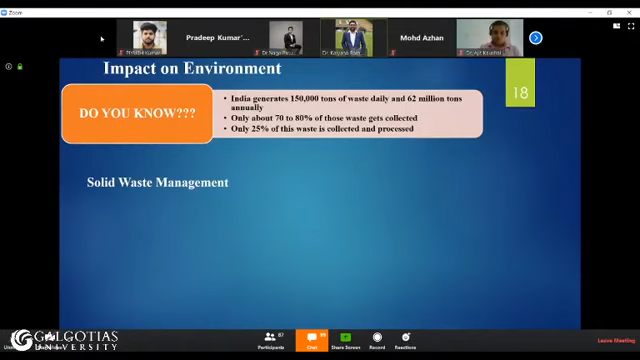 Zoom
Pradeep Kumar'...
Mohd Azhan
Impact on Environment
18
DO YOU KNOW???
• India generates 150,000 tons of waste daily and 62 million tons
annually
• Only about 70 to 80% of those waste gets collected
• Only 25% of this waste is collected and processed
Solid Waste Management
GALGOTIAS
UNIVERSITY
87
Participants
Chat
Share Screen
Record
Reactions
Leave Meeting